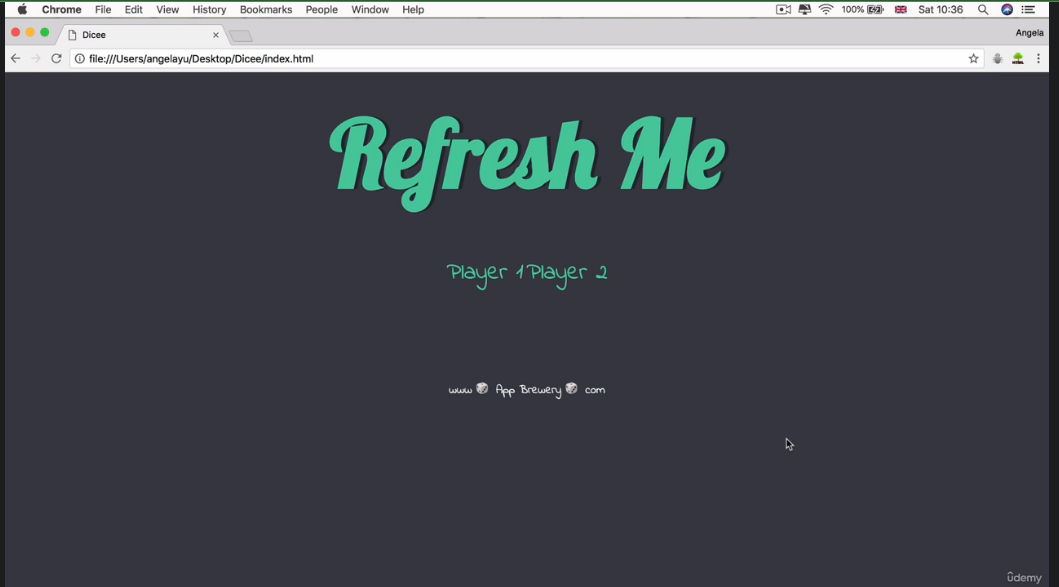 Chrome File Edit View History Bookmarks People Window Help 100% Sat 10:36
Dicee Angela
file:///Users/angelayu/Desktop/Dicee/index.html
Refresh Me
Player 1 Player 2
www 🎲 App Brewery 🎲 com
ûdemy